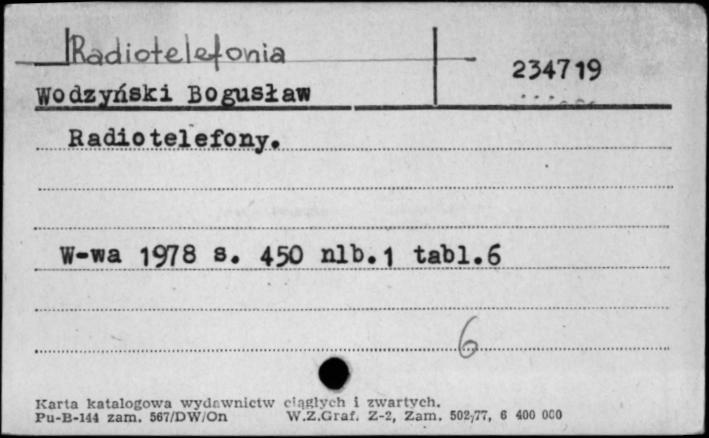 Radiotelefonia
234719
Wodzyński Bogusław
Radiotelefony.
W-wa 1978 s. 450 nlb.1 tabl.6
6
Karta katalogowa wydawnictw ciągłych i zwartych.
Pu-B-144 zam. 567/DW/On W.Z.Graf. Z-2, Zam. 502/77, 6 400 000